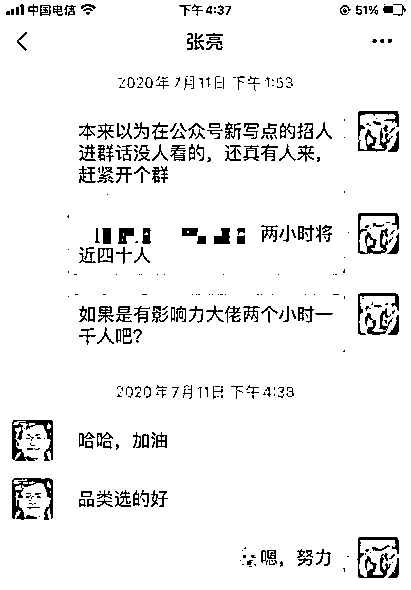 中国电信 下午4:37 51%
张亮
2020年7月11日 下午1:53
本来以为在公众号新写点的招人
进群话没人看的，还真有人来，
赶紧开个群
两小时将
近四十人
如果是有影响力大佬两个小时一
千人吧？
2020年7月11日 下午4:33
哈哈，加油
品类选的好
嗯，努力